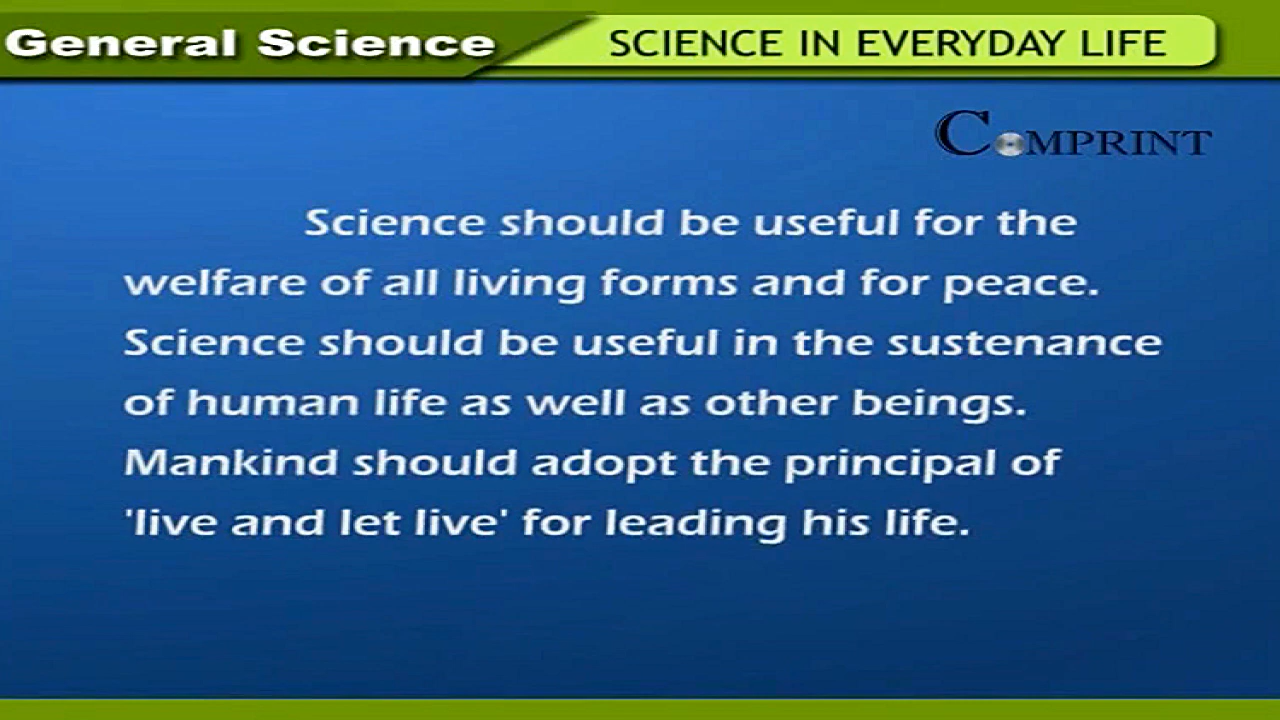 General Science
SCIENCE IN EVERYDAY LIFE
COMPRINT
Science should be useful for the
welfare of all living forms and for peace.
Science should be useful in the sustenance
of human life as well as other beings.
Mankind should adopt the principal of
'live and let live' for leading his life.